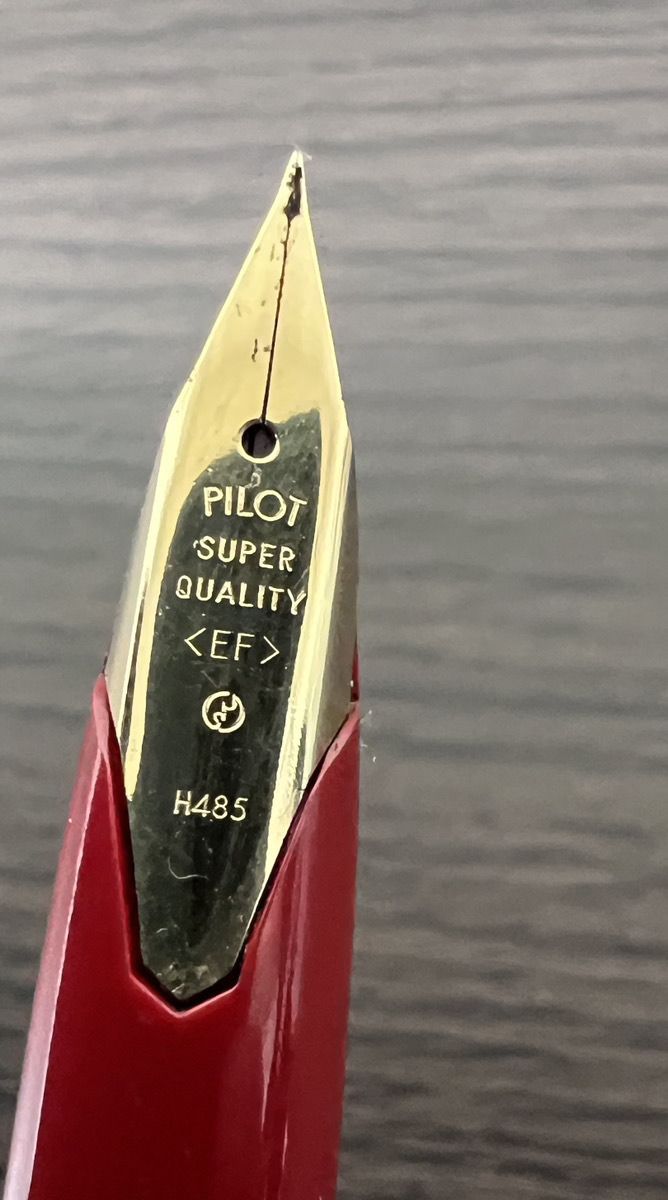 PILOT
SUPER
QUALITY
<EF>
H485